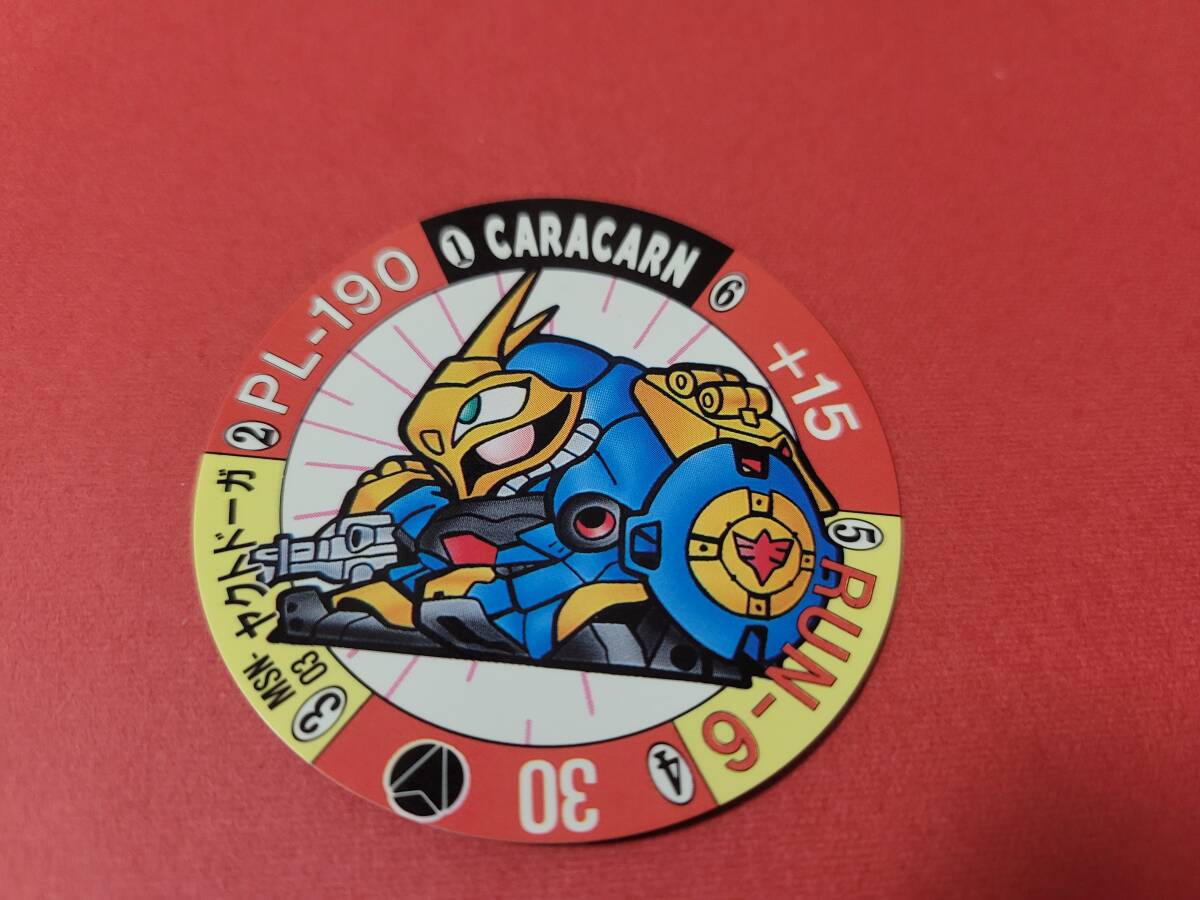 ① CARACARN
② PL-190
③ MSN-03 ヤクトドーガ
④ 30
⑤ RUN-6
⑥ +15